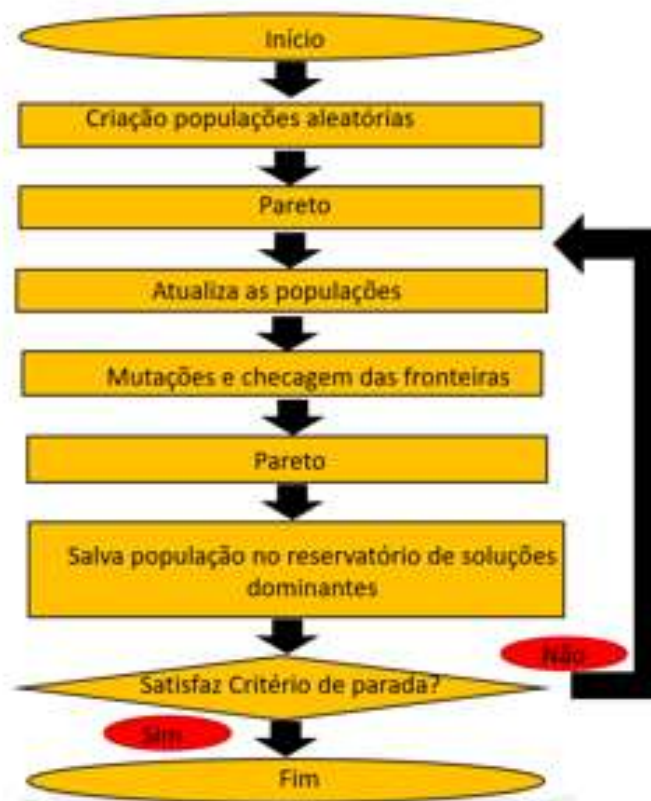 Início
Criação populações aleatórias
Pareto
Atualiza as populações
Mutações e checagem das fronteiras
Pareto
Salva população no reservatório de soluções
dominantes
Não
Satisfaz Critério de parada?
Sim
Fim